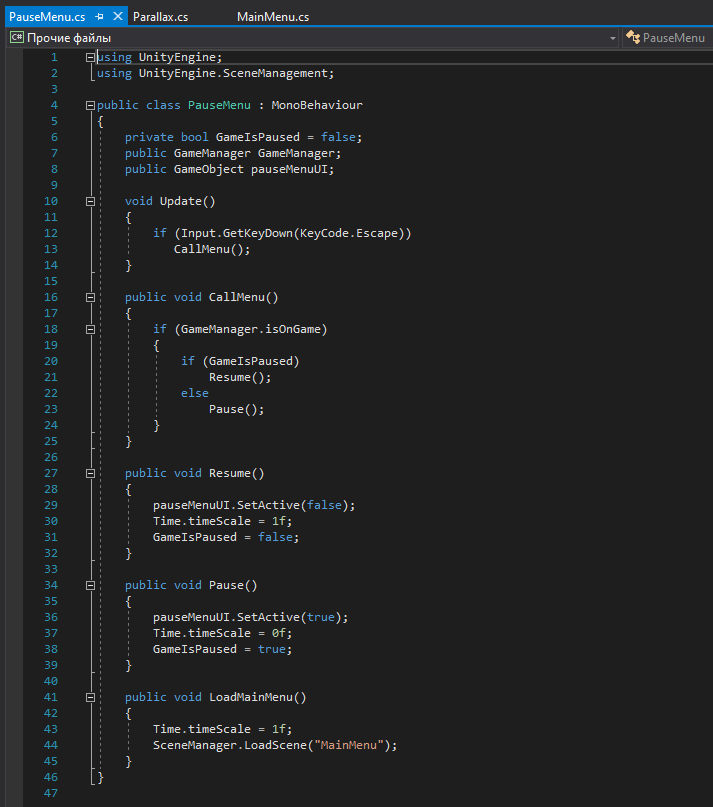 PauseMenu.cs Parallax.cs MainMenu.cs
C# Прочие файлы PauseMenu
1 using UnityEngine;
2 using UnityEngine.SceneManagement;
3
4 public class PauseMenu : MonoBehaviour
5 {
6 private bool GameIsPaused = false;
7 public GameManager GameManager;
8 public GameObject pauseMenuUI;
9
10 void Update()
11 {
12 if (Input.GetKeyDown(KeyCode.Escape))
13 CallMenu();
14 }
15
16 public void CallMenu()
17 {
18 if (GameManager.isOnGame)
19 {
20 if (GameIsPaused)
21 Resume();
22 else
23 Pause();
24 }
25 }
26
27 public void Resume()
28 {
29 pauseMenuUI.SetActive(false);
30 Time.timeScale = 1f;
31 GameIsPaused = false;
32 }
33
34 public void Pause()
35 {
36 pauseMenuUI.SetActive(true);
37 Time.timeScale = 0f;
38 GameIsPaused = true;
39 }
40
41 public void LoadMainMenu()
42 {
43 Time.timeScale = 1f;
44 SceneManager.LoadScene("MainMenu");
45 }
46 }
47